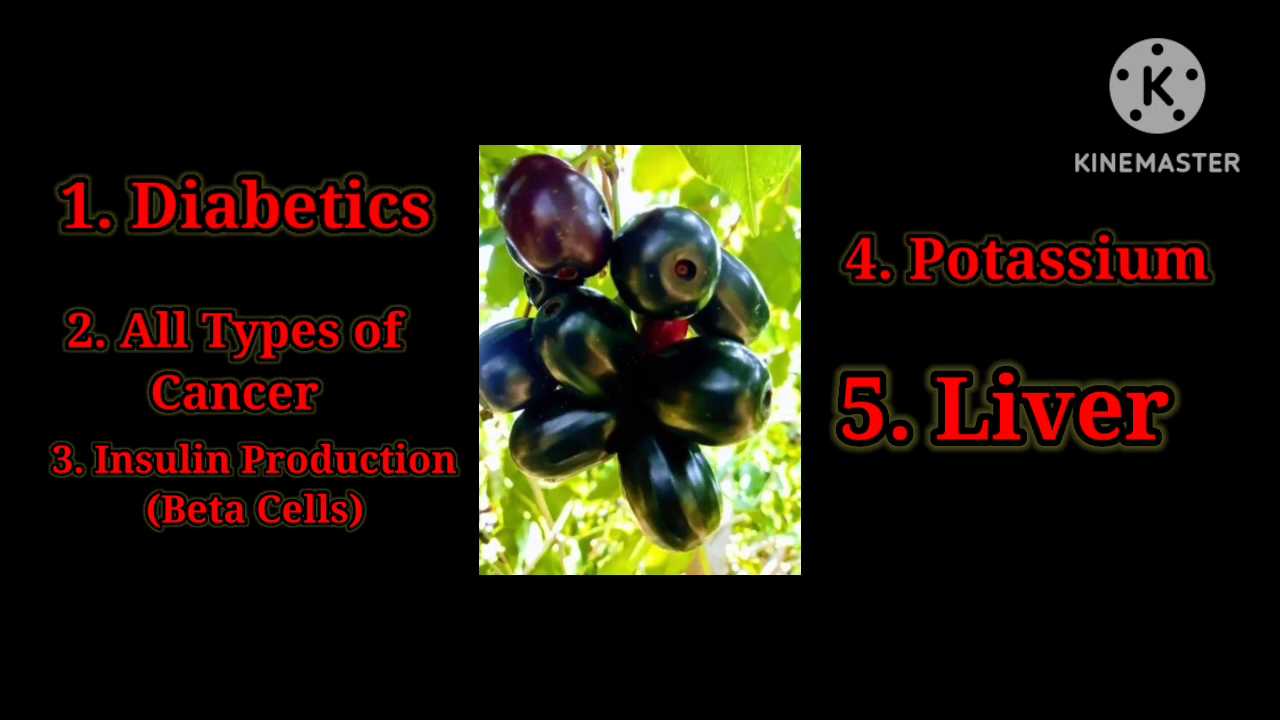 1. Diabetics
2. All Types of
Cancer
3. Insulin Production
(Beta Cells)
4. Potassium
5. Liver
K
KINEMASTER